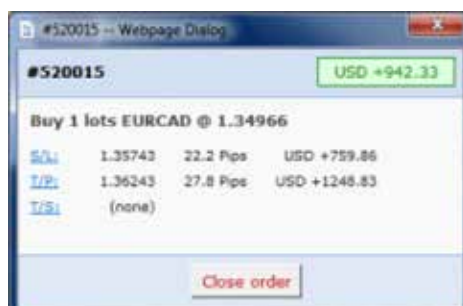 #520015 -- Webpage Dialog
#520015 USD +942.33
Buy 1 lots EURCAD @ 1.34966
S/L: 1.35743 22.2 Pips USD +759.86
T/P: 1.36243 27.8 Pips USD +1248.83
T/S: (none)
Close order